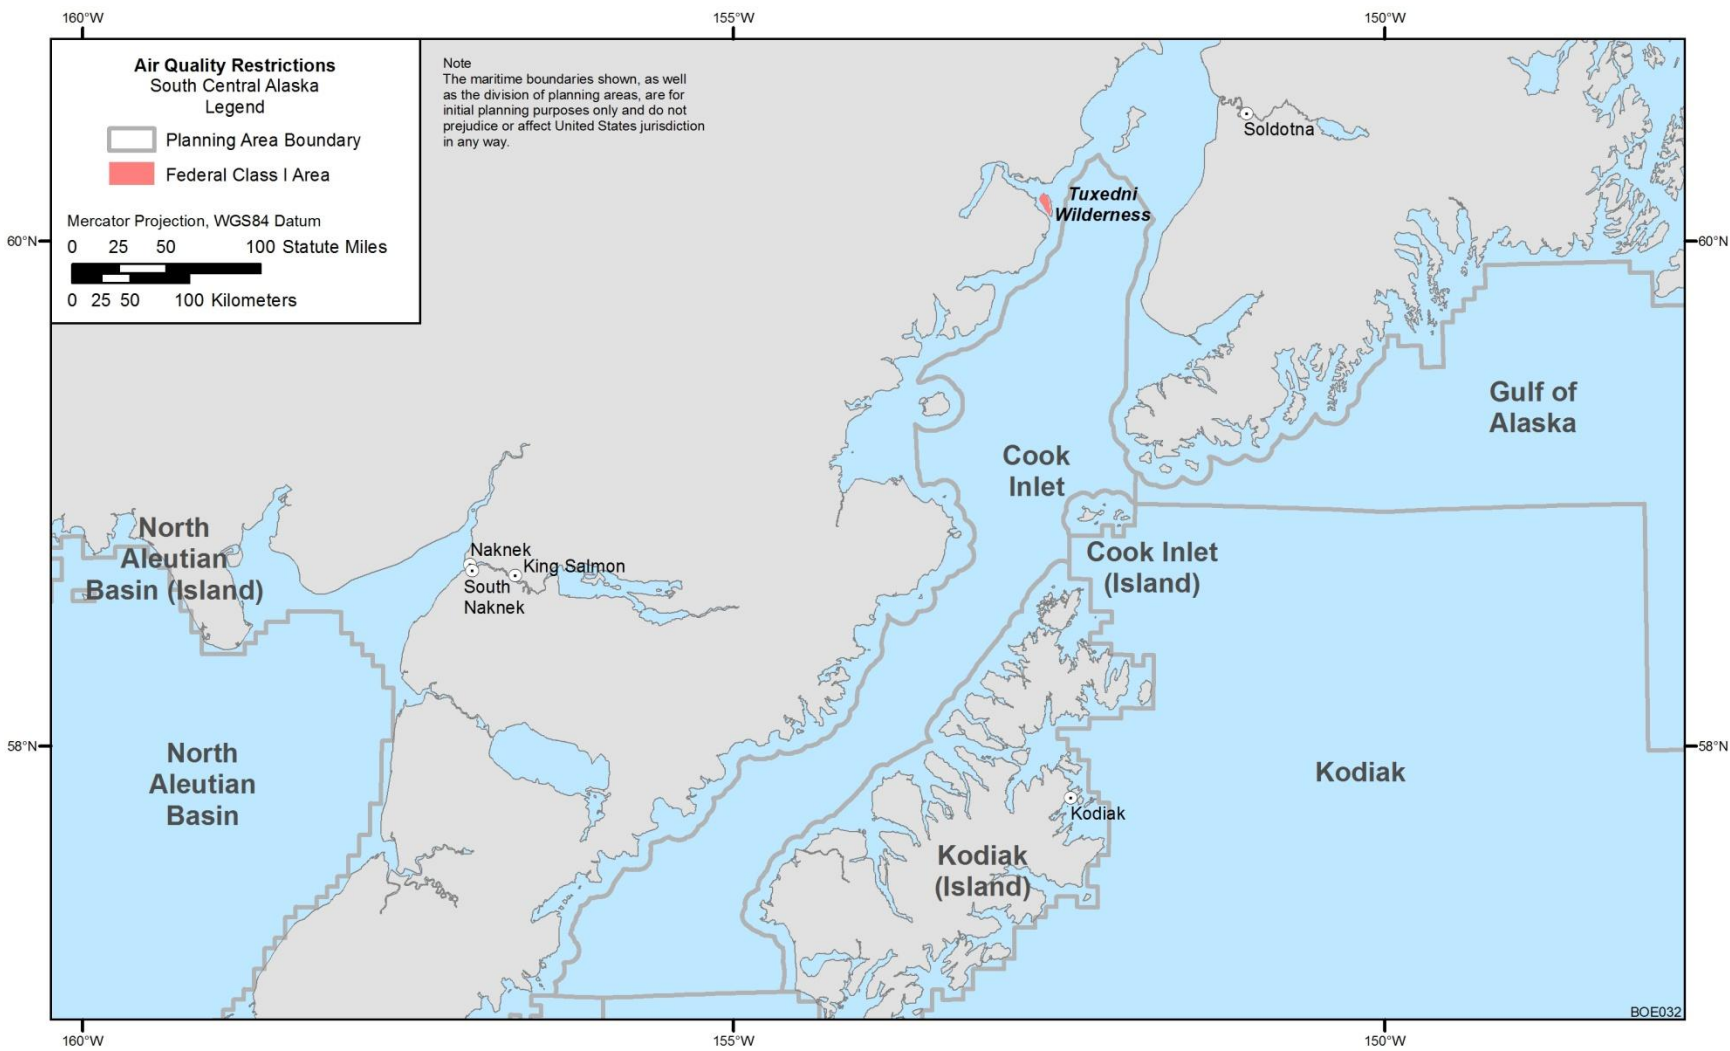 160°W
155°W
150°W
Air Quality Restrictions
South Central Alaska
Legend
Planning Area Boundary
Federal Class I Area
Mercator Projection, WGS84 Datum
0 25 50 100 Statute Miles
0 25 50 100 Kilometers
Note
The maritime boundaries shown, as well
as the division of planning areas, are for
initial planning purposes only and do not
prejudice or affect United States jurisdiction
in any way.
Soldotna
Tuxedni
Wilderness
60°N
60°N
Gulf of
Alaska
Cook
Inlet
North
Aleutian
Basin (Island)
Naknek
King Salmon
South
Naknek
Cook Inlet
(Island)
58°N
58°N
North
Aleutian
Basin
Kodiak
Kodiak
Kodiak
(Island)
BOE032
160°W
155°W
150°W